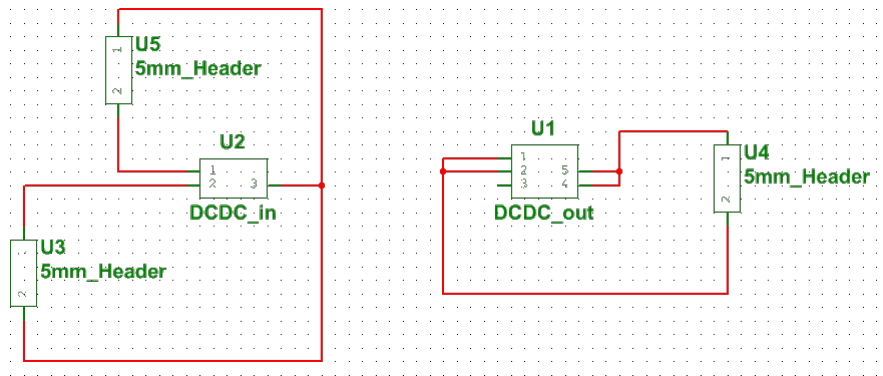 U5
5mm_Header
1
2
U2
1
2 3
DCDC_in
U3
5mm_Header
2
U1
1
2 5
3 4
DCDC_out
U4
5mm_Header
1
2